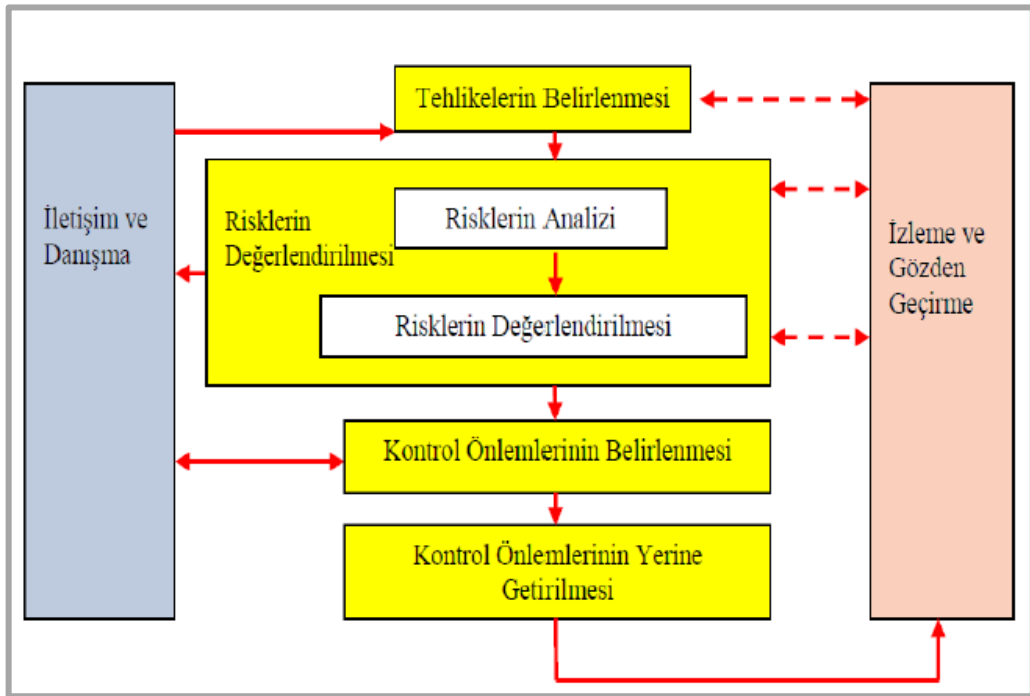 Tehlikelerin Belirlenmesi
İletişim ve
Danışma
Risklerin
Değerlendirilmesi
Risklerin Analizi
Risklerin Değerlendirilmesi
İzleme ve
Gözden
Geçirme
Kontrol Önlemlerinin Belirlenmesi
Kontrol Önlemlerinin Yerine
Getirilmesi